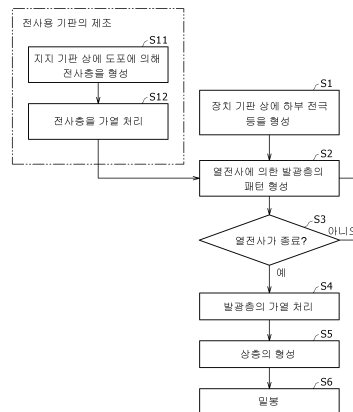 전사용 기판의 제조
S11
지지 기판 상에 도포에 의해
전사층을 형성
S12
전사층을 가열 처리
S1
장치 기판 상에 하부 전극
등을 형성
S2
열전사에 의한 발광층의
패턴 형성
S3
열전사가 종료?
아니오
예
S4
발광층의 가열 처리
S5
상층의 형성
S6
밀봉